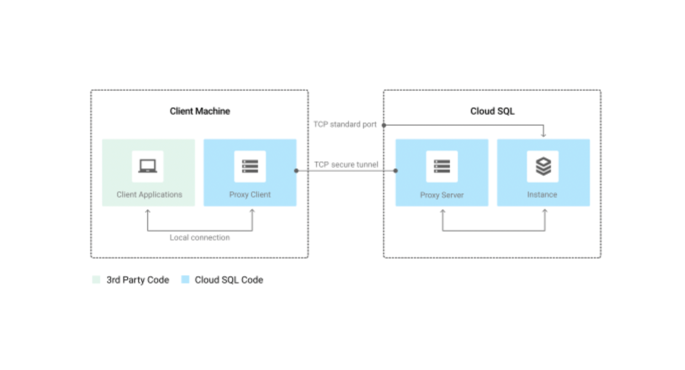 Client Machine
Cloud SQL
TCP standard port
TCP secure tunnel
Client Applications
Proxy Client
Proxy Server
Instance
Local connection
3rd Party Code
Cloud SQL Code